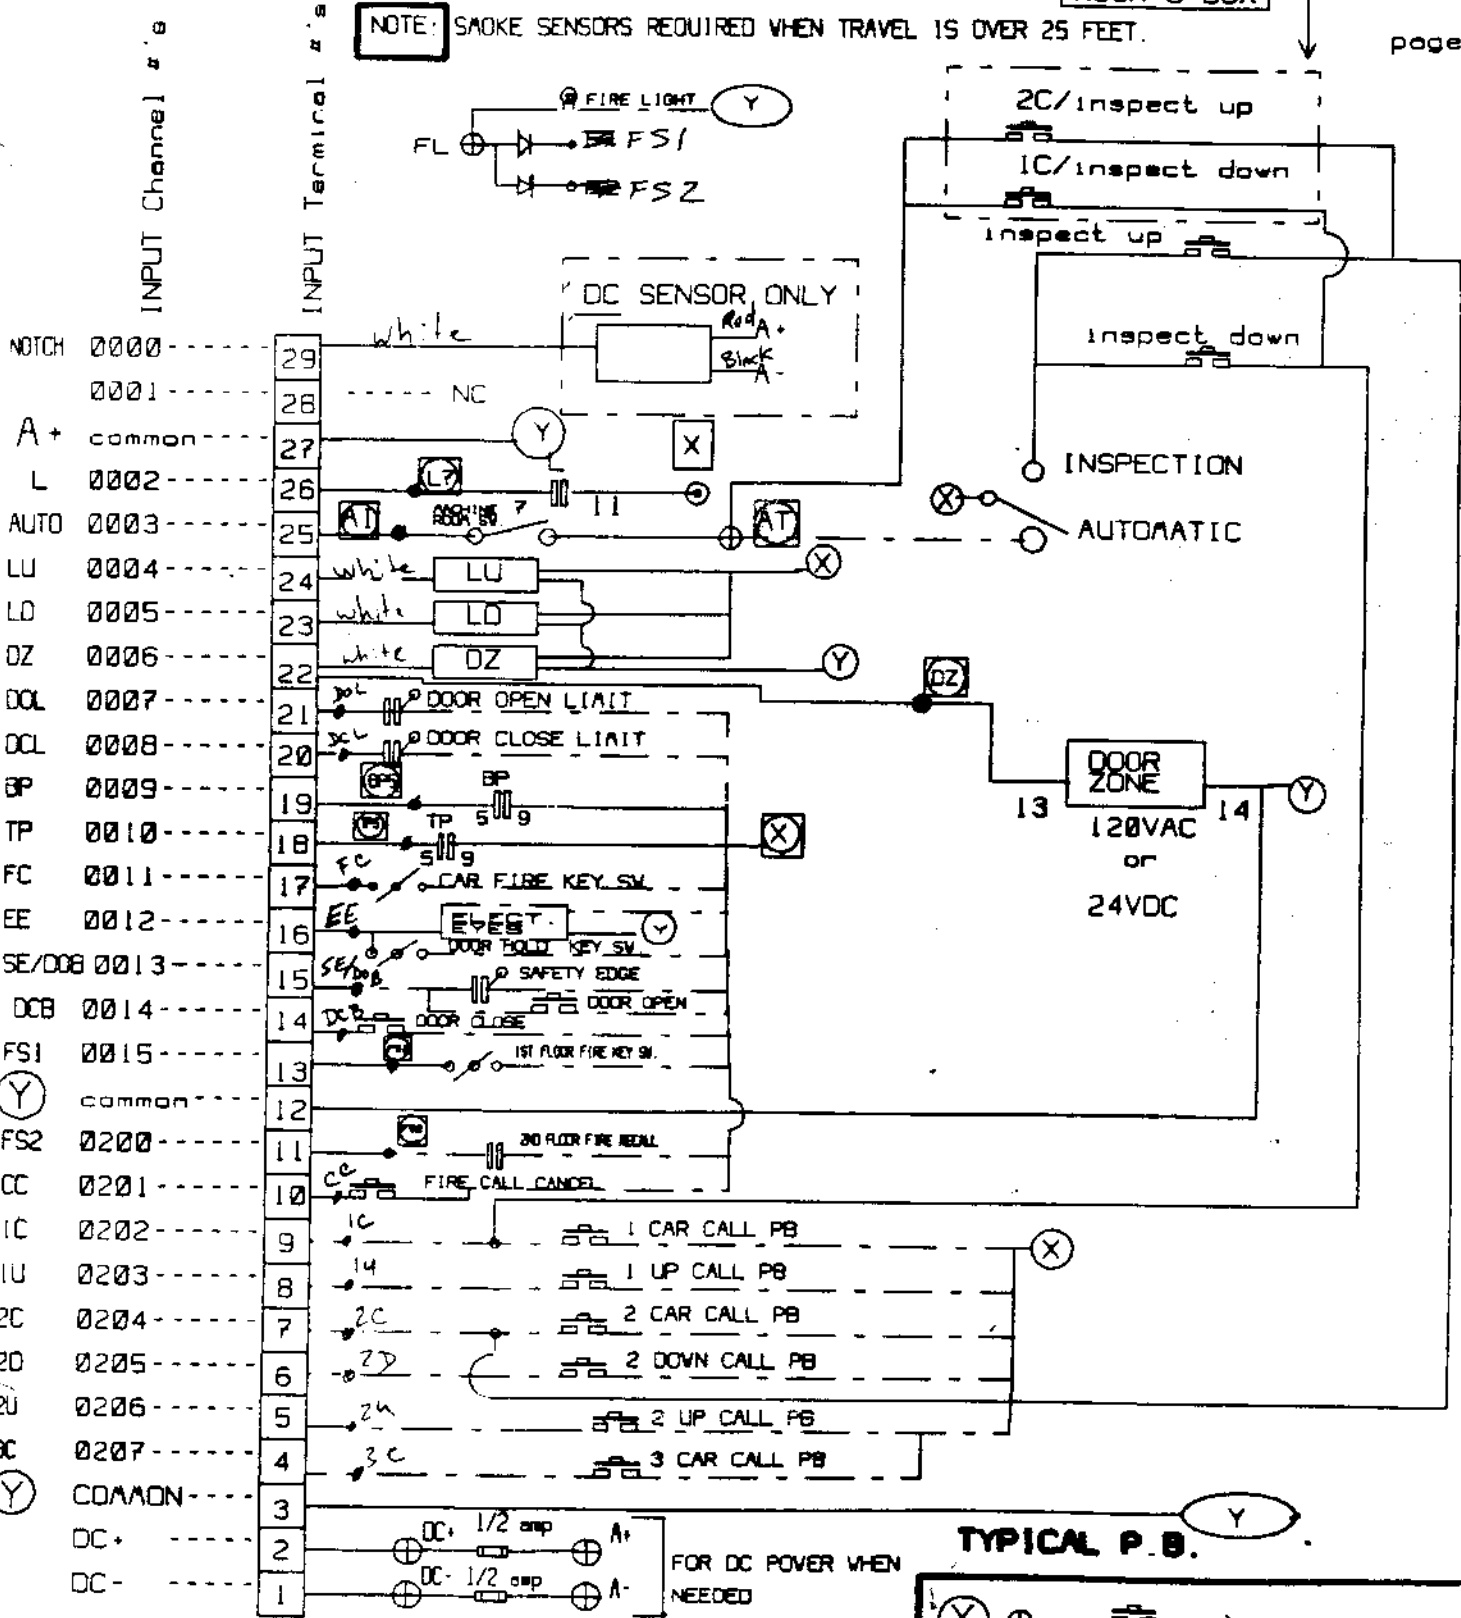 NOTE: SMOKE SENSORS REQUIRED WHEN TRAVEL IS OVER 25 FEET.
page
INPUT Channel #'s
INPUT Terminal #'s
FIRE LIGHT Y
FL FS1
FS2
2C/inspect up
1C/inspect down
inspect up
inspect down
DC SENSOR ONLY
Red A+
Black A-
NOTCH 0000 29 white
0001 28 NC
A+ common 27 Y X
L 0002 26 L7 11
AUTO 0003 25 A1 MACHINE ROOM SW 7 AT
INSPECTION
X
AUTOMATIC
LU 0004 24 white LU X
LD 0005 23 white LD
DZ 0006 22 white DZ Y DZ
DOL 0007 21 DOL DOOR OPEN LIMIT
DCL 0008 20 DCL DOOR CLOSE LIMIT
BP 0009 19 BP5 BP 5 9
TP 0010 18 TP 5 9 X
DOOR ZONE
13 14 Y
120VAC
or
24VDC
FC 0011 17 FC CAR FIRE KEY SW.
EE 0012 16 EE ELECT. EYES Y
DOOR HOLD KEY SW.
SE/DOB 0013 15 SE/DOB SAFETY EDGE
DOOR OPEN
DCB 0014 14 DCB DOOR CLOSE
FS1 0015 13 1ST FLOOR FIRE KEY SW.
Y common 12
FS2 0200 11 2ND FLOOR FIRE RECALL
CC 0201 10 CC FIRE CALL CANCEL
1C 0202 9 1C 1 CAR CALL PB X
1U 0203 8 1U 1 UP CALL PB
2C 0204 7 2C 2 CAR CALL PB
2D 0205 6 2D 2 DOWN CALL PB
2U 0206 5 2U 2 UP CALL PB
3C 0207 4 3C 3 CAR CALL PB
Y COMMON 3 Y
DC+ 2 DC+ 1/2 amp A+
DC- 1 DC- 1/2 amp A-
FOR DC POWER WHEN
NEEDED
TYPICAL P.B.
Y